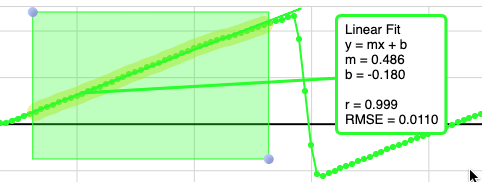 Linear Fit
y = mx + b
m = 0.486
b = -0.180
r = 0.999
RMSE = 0.0110